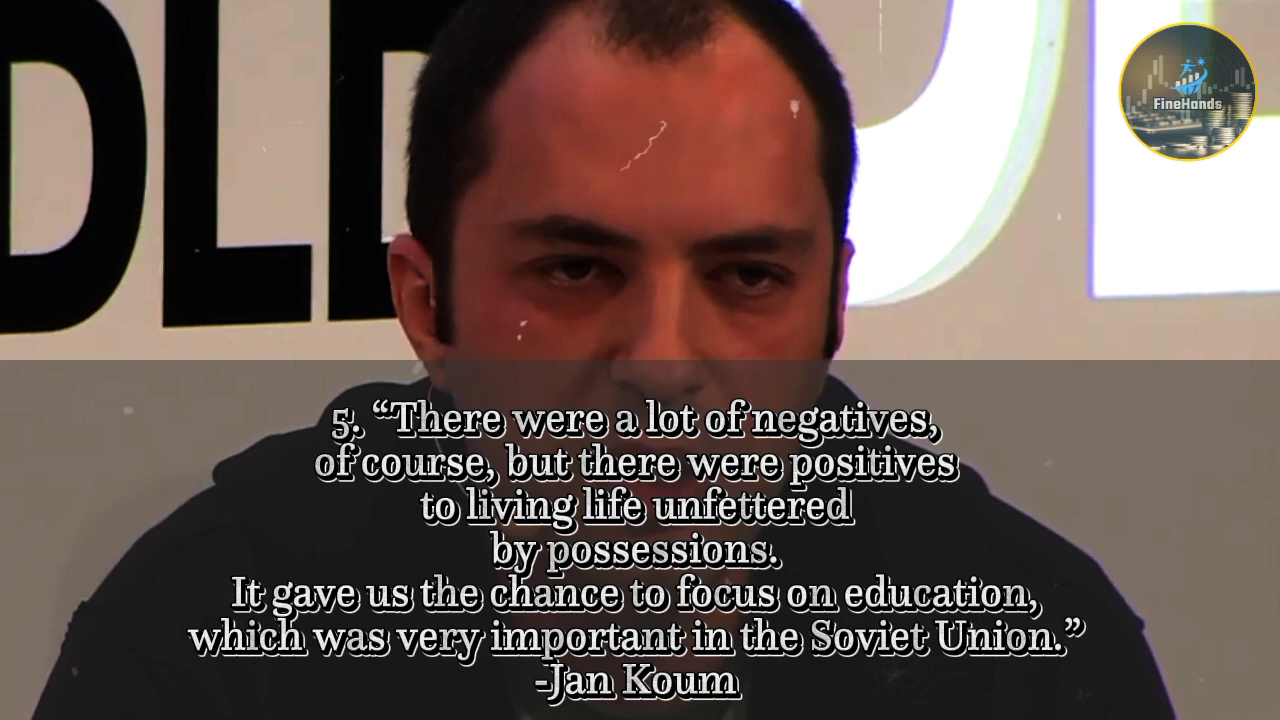 DLD
FineHands
5. “There were a lot of negatives,
of course, but there were positives
to living life unfettered
by possessions.
It gave us the chance to focus on education,
which was very important in the Soviet Union.”
-Jan Koum